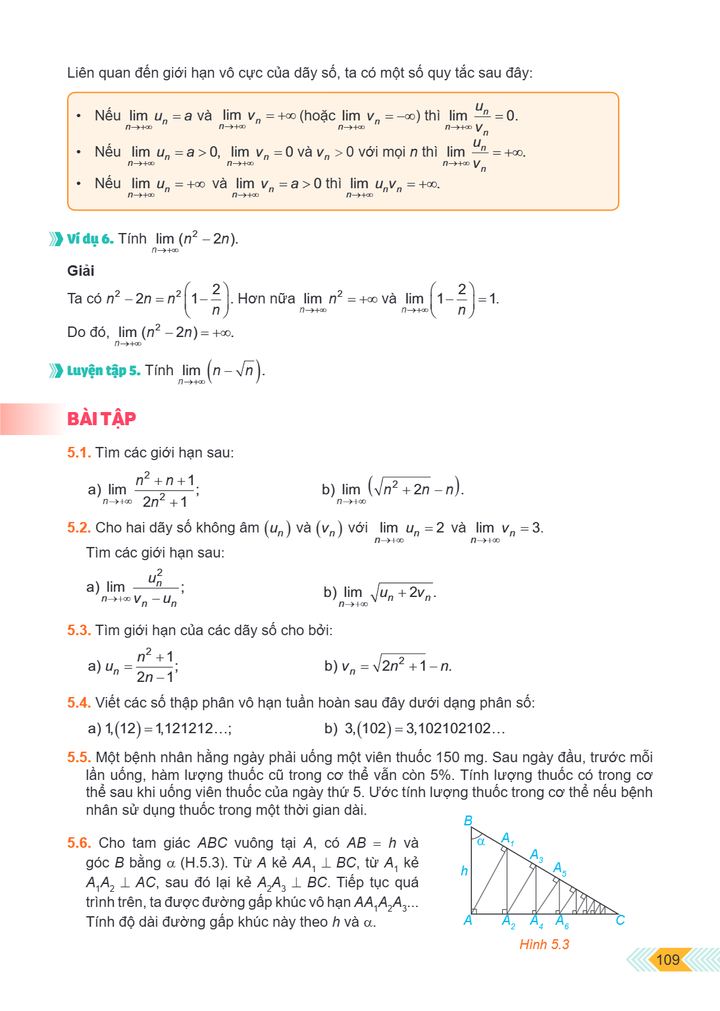 Liên quan đến giới hạn vô cực của dãy số, ta có một số quy tắc sau đây:
• Nếu lim_{n→+∞} u_n = a và lim_{n→+∞} v_n = +∞ (hoặc lim_{n→+∞} v_n = −∞) thì lim_{n→+∞} u_n/v_n = 0.
• Nếu lim_{n→+∞} u_n = a > 0, lim_{n→+∞} v_n = 0 và v_n > 0 với mọi n thì lim_{n→+∞} u_n/v_n = +∞.
• Nếu lim_{n→+∞} u_n = +∞ và lim_{n→+∞} v_n = a > 0 thì lim_{n→+∞} u_n v_n = +∞.
Ví dụ 6. Tính lim_{n→+∞} (n² − 2n).
Giải
Ta có n² − 2n = n²(1 − 2/n). Hơn nữa lim_{n→+∞} n² = +∞ và lim_{n→+∞} (1 − 2/n) = 1.
Do đó, lim_{n→+∞} (n² − 2n) = +∞.
Luyện tập 5. Tính lim_{n→+∞} (n − √n).
BÀI TẬP
5.1. Tìm các giới hạn sau:
a) lim_{n→+∞} (n² + n + 1)/(2n² + 1); b) lim_{n→+∞} (√(n² + 2n) − n).
5.2. Cho hai dãy số không âm (u_n) và (v_n) với lim_{n→+∞} u_n = 2 và lim_{n→+∞} v_n = 3.
Tìm các giới hạn sau:
a) lim_{n→+∞} u_n²/(v_n − u_n); b) lim_{n→+∞} √(u_n + 2v_n).
5.3. Tìm giới hạn của các dãy số cho bởi:
a) u_n = (n² + 1)/(2n − 1); b) v_n = √(2n² + 1) − n.
5.4. Viết các số thập phân vô hạn tuần hoàn sau đây dưới dạng phân số:
a) 1,(12) = 1,121212...; b) 3,(102) = 3,102102102...
5.5. Một bệnh nhân hằng ngày phải uống một viên thuốc 150 mg. Sau ngày đầu, trước mỗi
lần uống, hàm lượng thuốc cũ trong cơ thể vẫn còn 5%. Tính lượng thuốc có trong cơ
thể sau khi uống viên thuốc của ngày thứ 5. Ước tính lượng thuốc trong cơ thể nếu bệnh
nhân sử dụng thuốc trong một thời gian dài.
5.6. Cho tam giác ABC vuông tại A, có AB = h và
góc B bằng α (H.5.3). Từ A kẻ AA₁ ⊥ BC, từ A₁ kẻ
A₁A₂ ⊥ AC, sau đó lại kẻ A₂A₃ ⊥ BC. Tiếp tục quá
trình trên, ta được đường gấp khúc vô hạn AA₁A₂A₃...
Tính độ dài đường gấp khúc này theo h và α.
B
α A₁
A₃
h A₅
A A₂ A₄ A₆ C
Hình 5.3
109